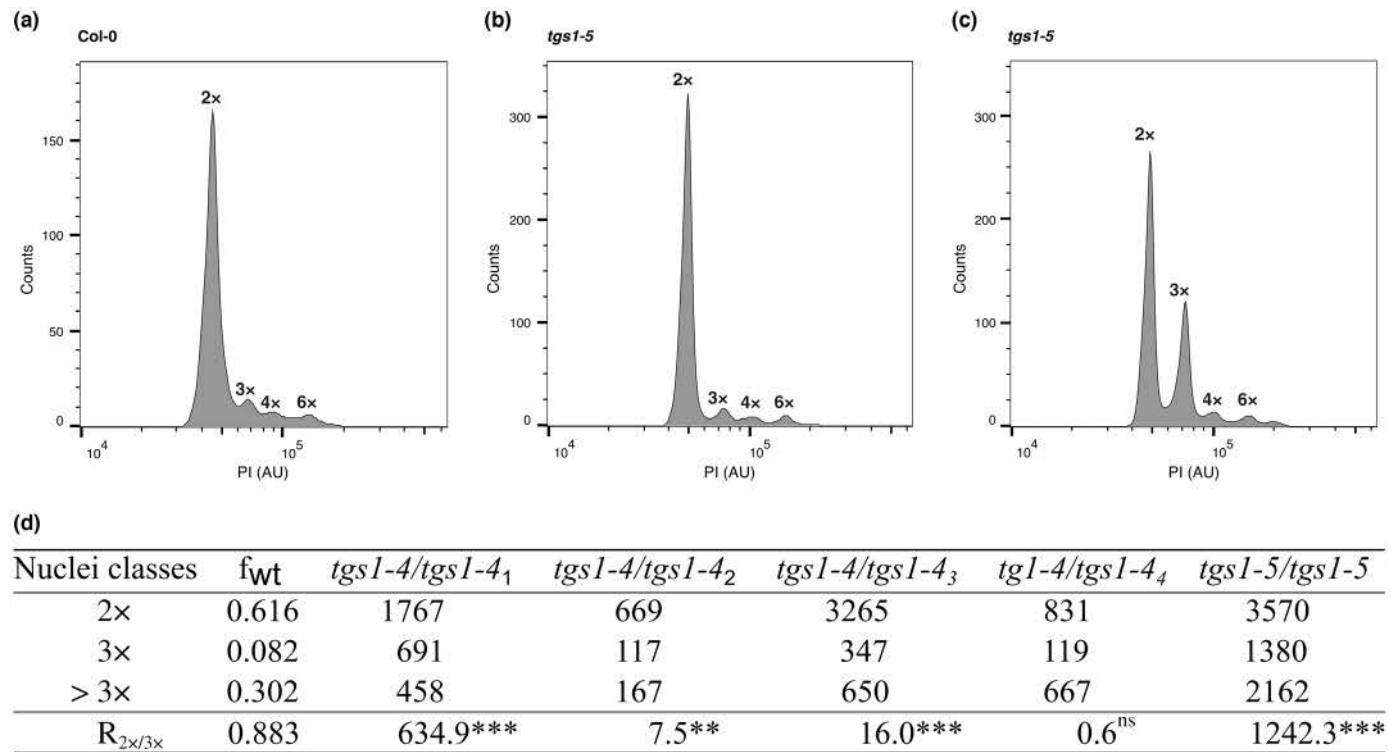 (a)
Col-0
2×
3×
4×
6×
150
100
50
0
Counts
10^4
10^5
PI (AU)
(b)
tgs1-5
2×
3×
4×
6×
300
200
100
0
Counts
10^4
10^5
PI (AU)
(c)
tgs1-5
2×
3×
4×
6×
300
200
100
0
Counts
10^4
10^5
PI (AU)
(d)
Nuclei classes f_wt tgs1-4/tgs1-4_1 tgs1-4/tgs1-4_2 tgs1-4/tgs1-4_3 tg1-4/tgs1-4_4 tgs1-5/tgs1-5
2× 0.616 1767 669 3265 831 3570
3× 0.082 691 117 347 119 1380
> 3× 0.302 458 167 650 667 2162
R_2×/3× 0.883 634.9*** 7.5** 16.0*** 0.6^ns 1242.3***